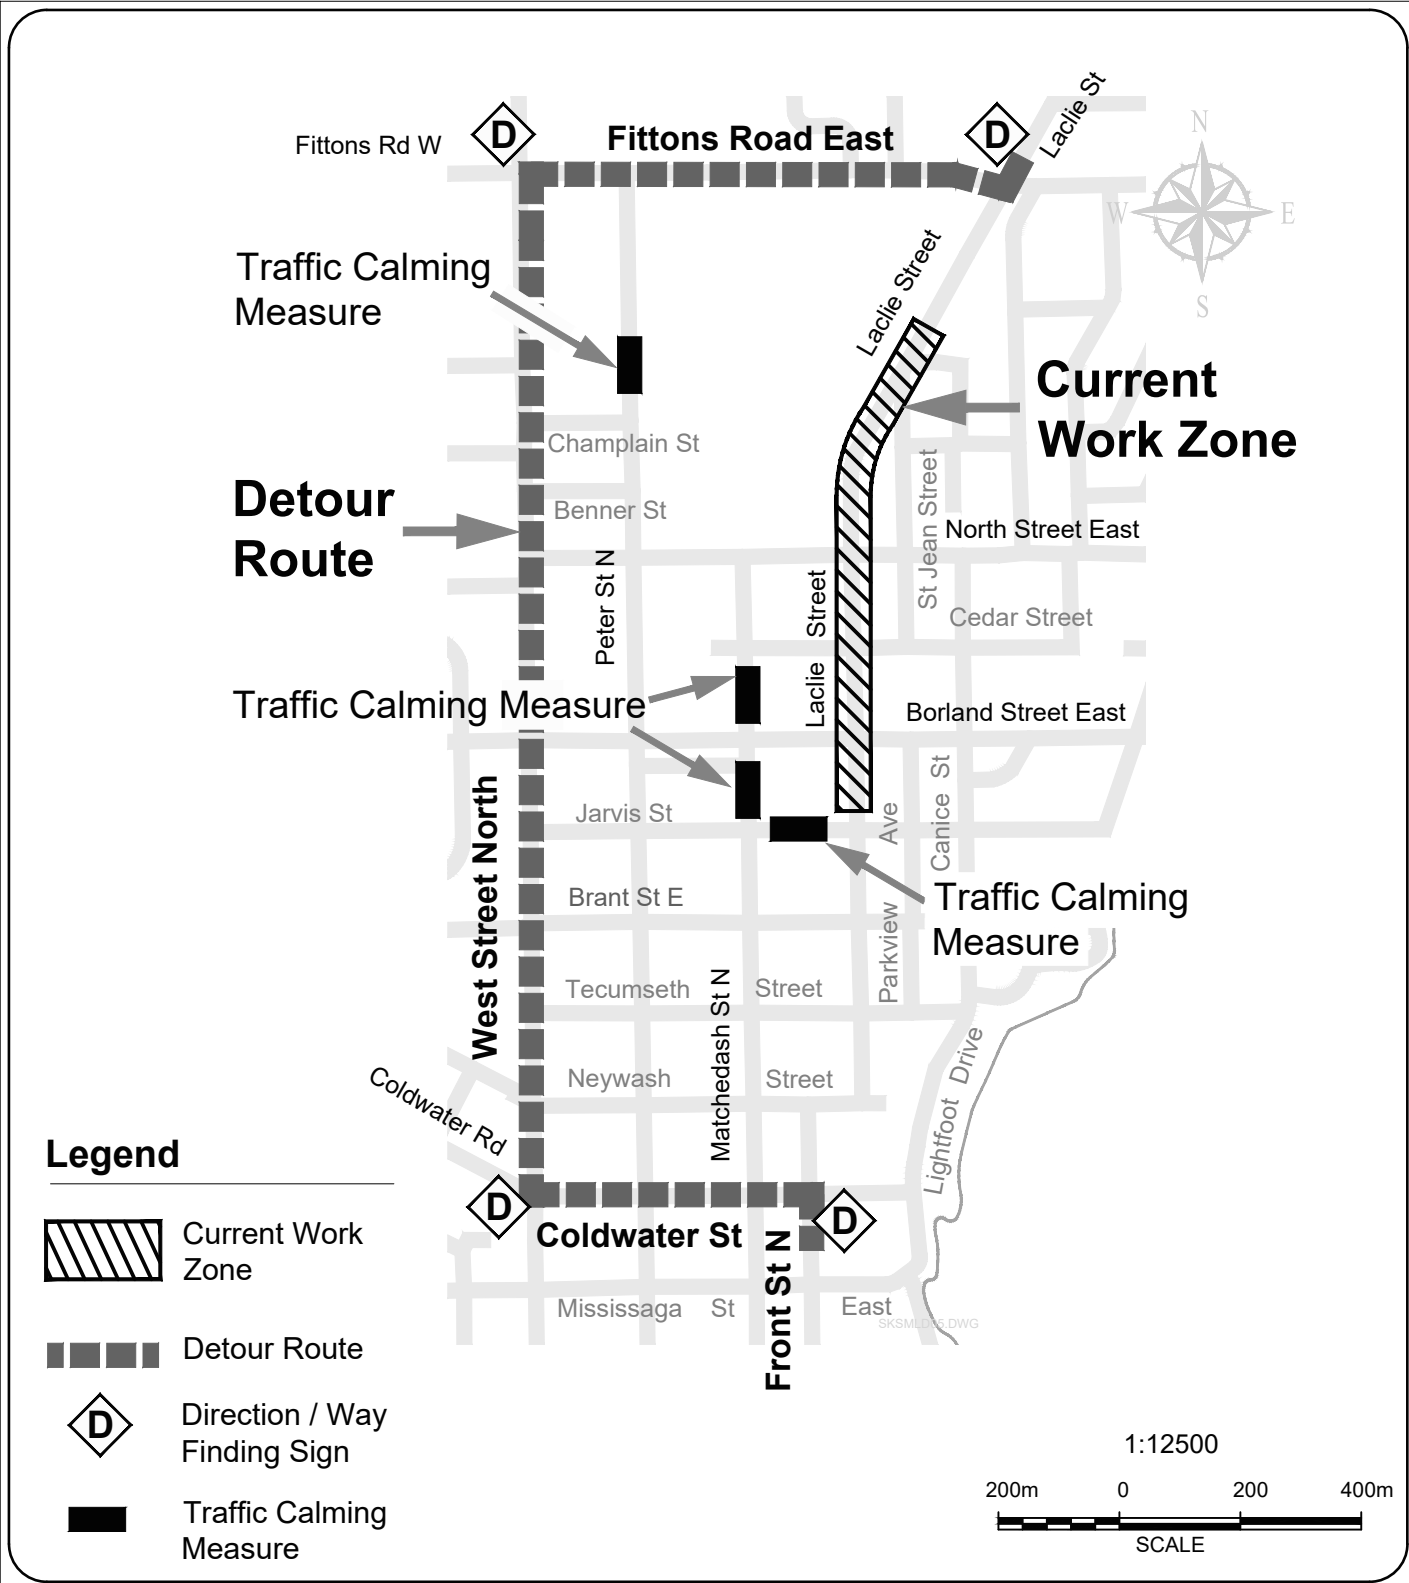 Laclie St
D
Fittons Rd W
Fittons Road East
D
N
W
E
S
Laclie Street
Traffic Calming
Measure
Current
Work Zone
Champlain St
Detour
Route
Benner St
St Jean Street
North Street East
Peter St N
Laclie Street
Cedar Street
Traffic Calming Measure
Borland Street East
West Street North
Jarvis St
Parkview Ave
Canice St
Brant St E
Traffic Calming
Measure
Tecumseth Street
Matchedash St N
Neywash Street
Lightfoot Drive
Coldwater Rd
D
Coldwater St
D
Front St N
Mississaga St East
SKSMLD05.DWG
Legend
Current Work
Zone
Detour Route
D
Direction / Way
Finding Sign
Traffic Calming
Measure
1:12500
200m 0 200 400m
SCALE